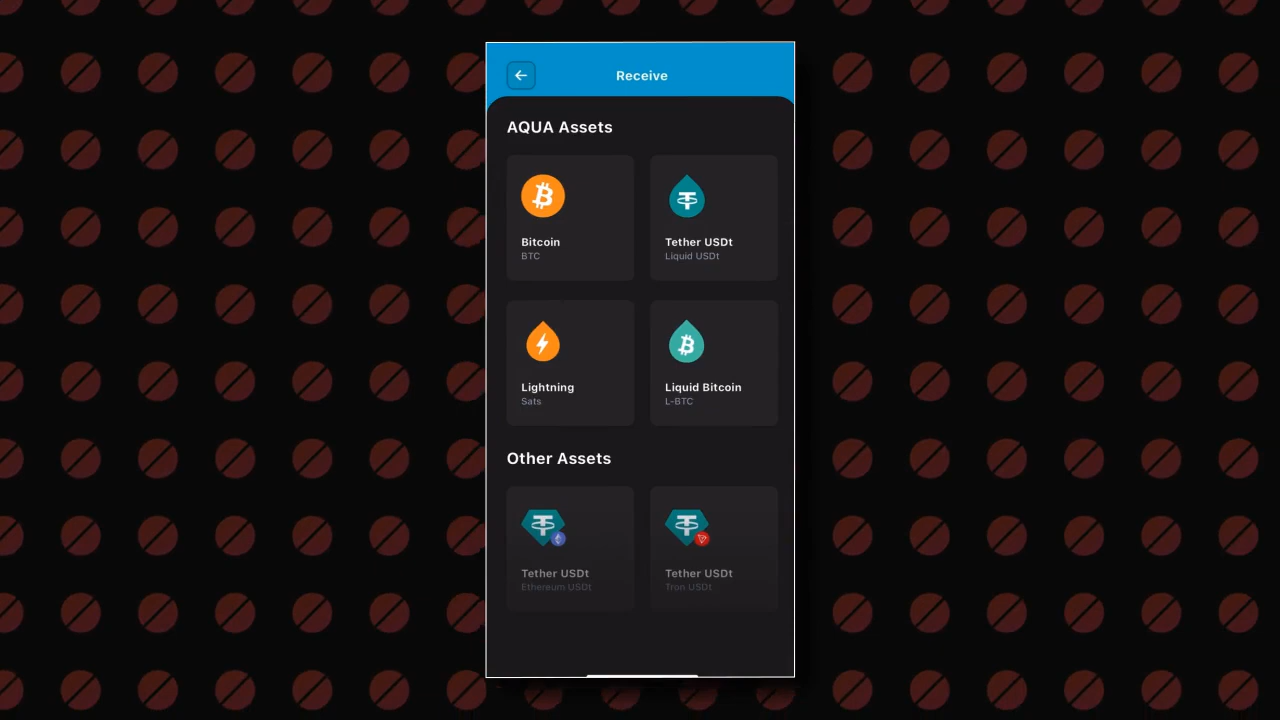 Receive
AQUA Assets
Bitcoin
BTC
Tether USDt
Liquid USDt
Lightning
Sats
Liquid Bitcoin
L-BTC
Other Assets
Tether USDt
Ethereum USDt
Tether USDt
Tron USDt